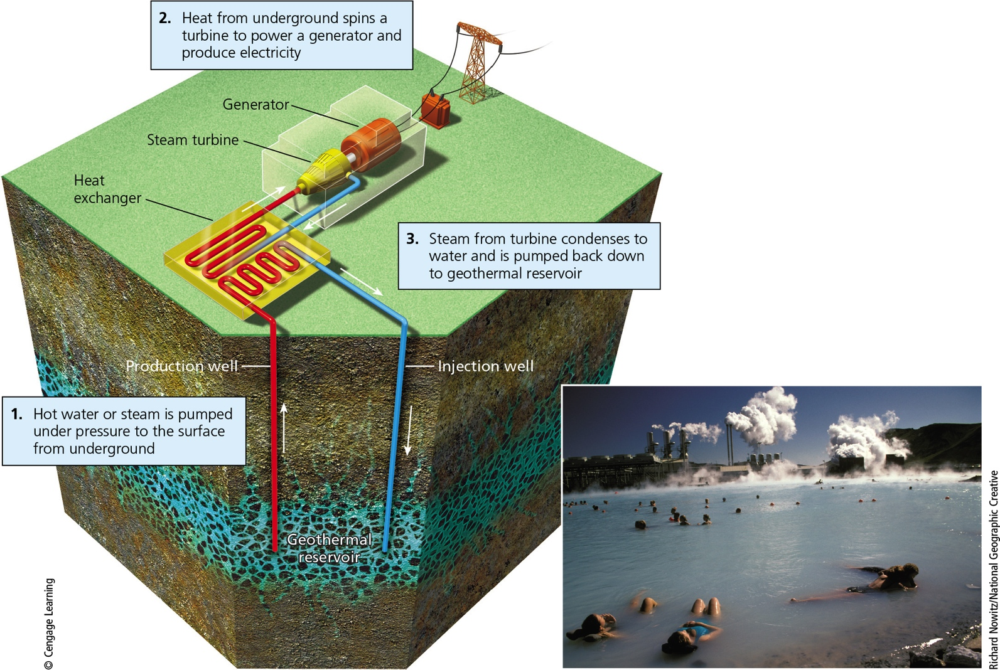 2. Heat from underground spins a
turbine to power a generator and
produce electricity
Generator
Steam turbine
Heat
exchanger
3. Steam from turbine condenses to
water and is pumped back down
to geothermal reservoir
Production well
Injection well
1. Hot water or steam is pumped
under pressure to the surface
from underground
Geothermal
reservoir
© Cengage Learning
Richard Nowitz/National Geographic Creative